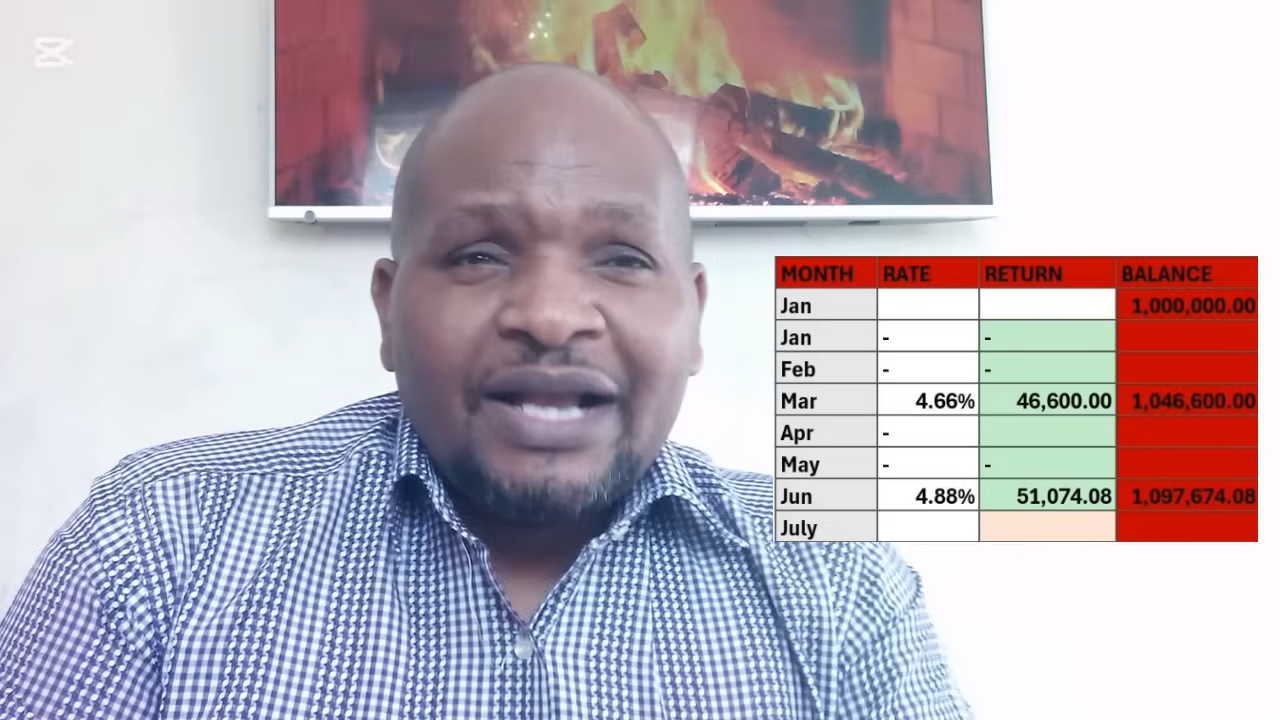 MONTH RATE RETURN BALANCE
Jan 1,000,000.00
Jan - -
Feb - -
Mar 4.66% 46,600.00 1,046,600.00
Apr -
May - -
Jun 4.88% 51,074.08 1,097,674.08
July